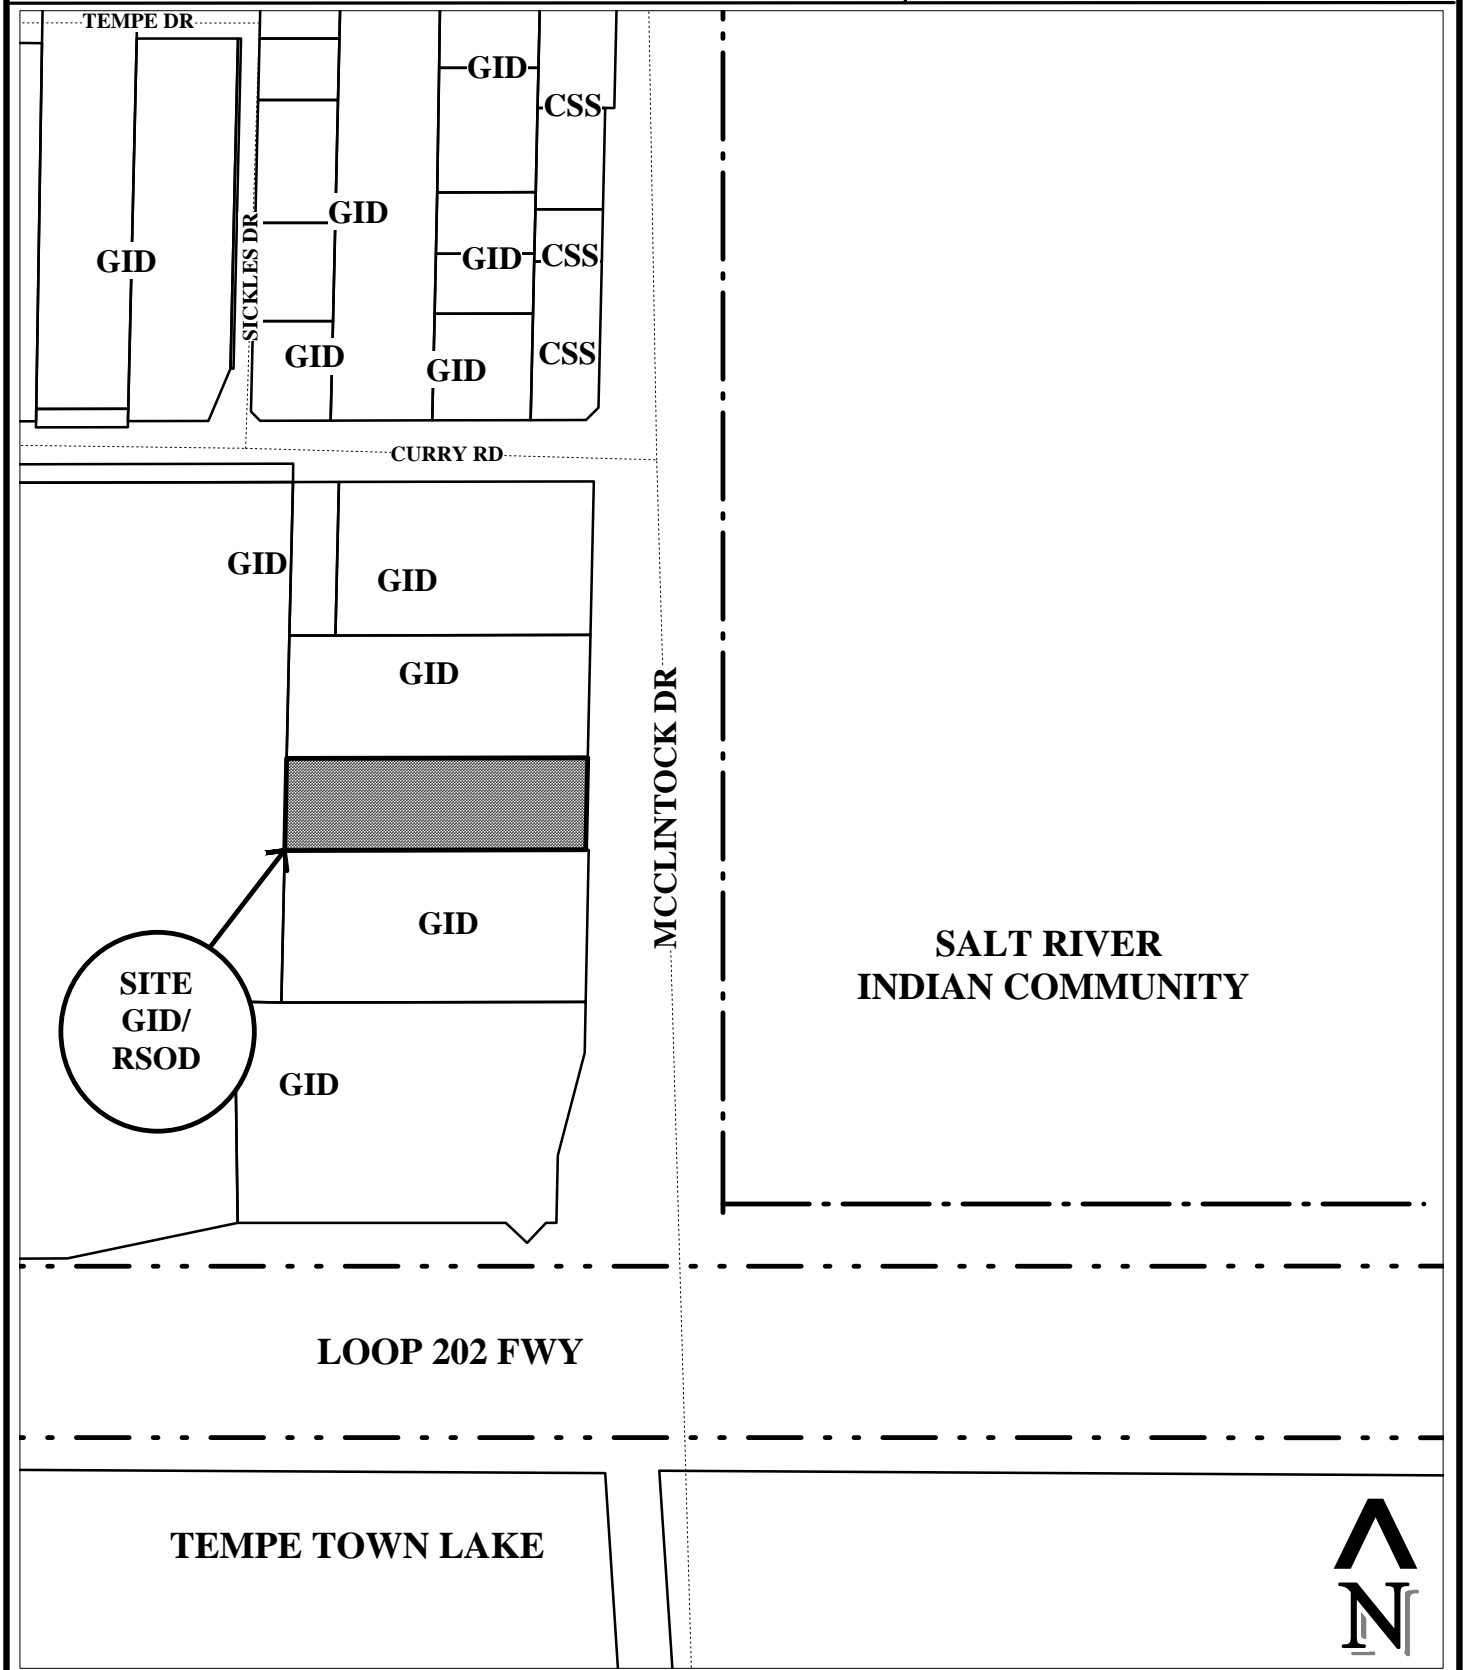 TEMPE DR
GID
CSS
GID
SICKLES DR
GID
GID
CSS
GID
GID
CSS
CURRY RD
GID
GID
GID
MCCLINTOCK DR
GID
SALT RIVER
INDIAN COMMUNITY
SITE
GID/
RSOD
GID
LOOP 202 FWY
TEMPE TOWN LAKE
N